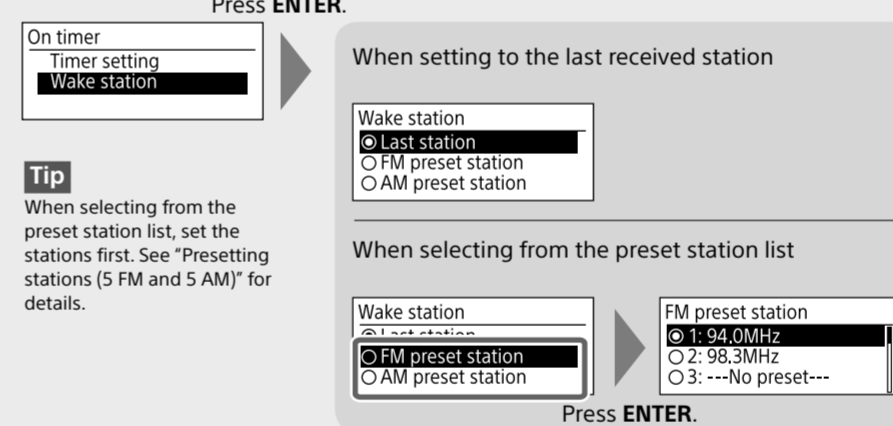 Press ENTER.
On timer
Timer setting
Wake station
Tip
When selecting from the
preset station list, set the
stations first. See “Presetting
stations (5 FM and 5 AM)” for
details.
When setting to the last received station
Wake station
Last station
FM preset station
AM preset station
When selecting from the preset station list
Wake station
Last station
FM preset station
AM preset station
FM preset station
1: 94.0MHz
2: 98.3MHz
3: ---No preset---
Press ENTER.